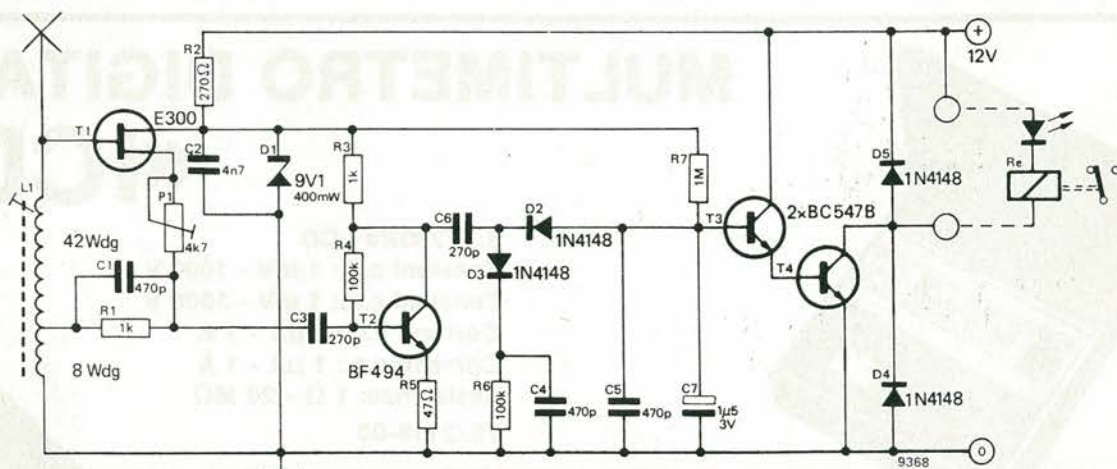 MULTIMETRO DIGITA
R2
270Ω
+
12V
T1
E300
C2
4n7
D1
9V1
400mW
R3
1k
R7
1M
D5
1N4148
Re
L1
P1
4k7
42Wdg
C1
470p
R4
100k
C6
270p
D2
1N4148
T3
2xBC547B
D3
1N4148
T4
R1
1k
C3
270p
T2
BF494
8 Wdg
R5
47Ω
R6
100k
C4
470p
C5
470p
C7
1µ5
3V
D4
1N4148
9368
0